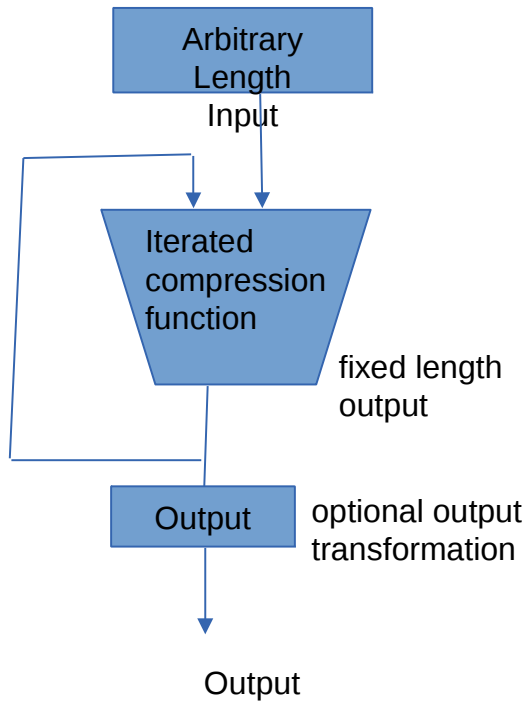 Arbitrary
Length
Input
Iterated
compression
function
fixed length
output
Output
optional output
transformation
Output